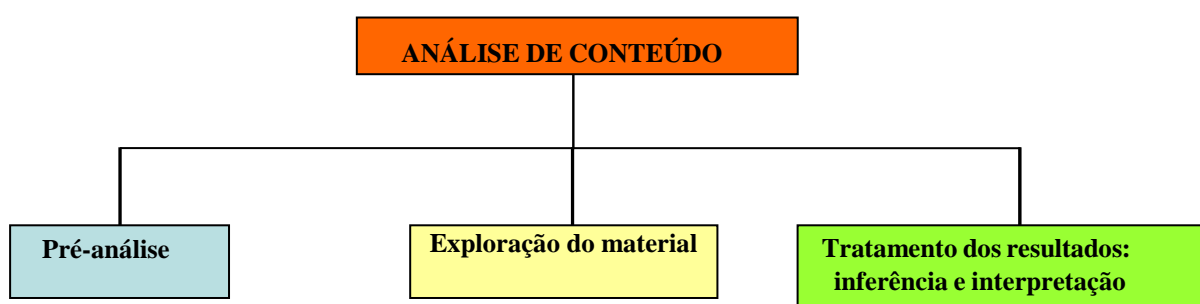 ANÁLISE DE CONTEÚDO
Pré-análise
Exploração do material
Tratamento dos resultados:
inferência e interpretação